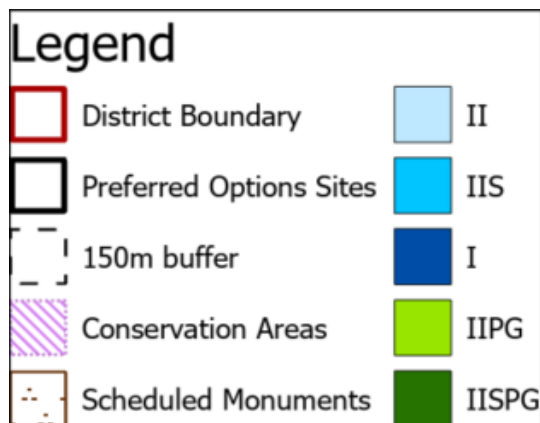 Legend
District Boundary
Preferred Options Sites
150m buffer
Conservation Areas
Scheduled Monuments
II
IIS
I
IIPG
IISPG